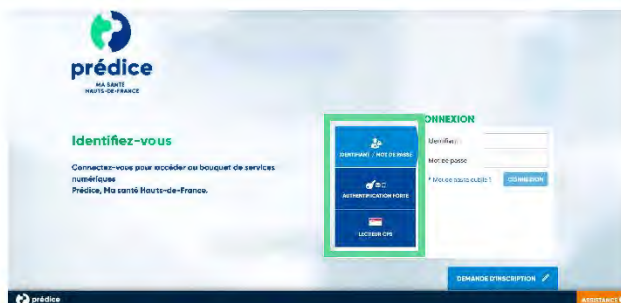 prédice
MA SANTÉ
HAUTS-DE-FRANCE
Identifiez-vous
Connectez-vous pour accéder au bouquet de services
numériques
Prédice, Ma santé Hauts-de-France.
IDENTIFIANT / MOT DE PASSE
AUTHENTIFICATION FORTE
LECTEUR CPS
ONNEXION
Identifiant :
Mot de passe
* Mot de passe oublié ?
CONNEXION
DEMANDE D'INSCRIPTION
prédice
ASSISTANCE